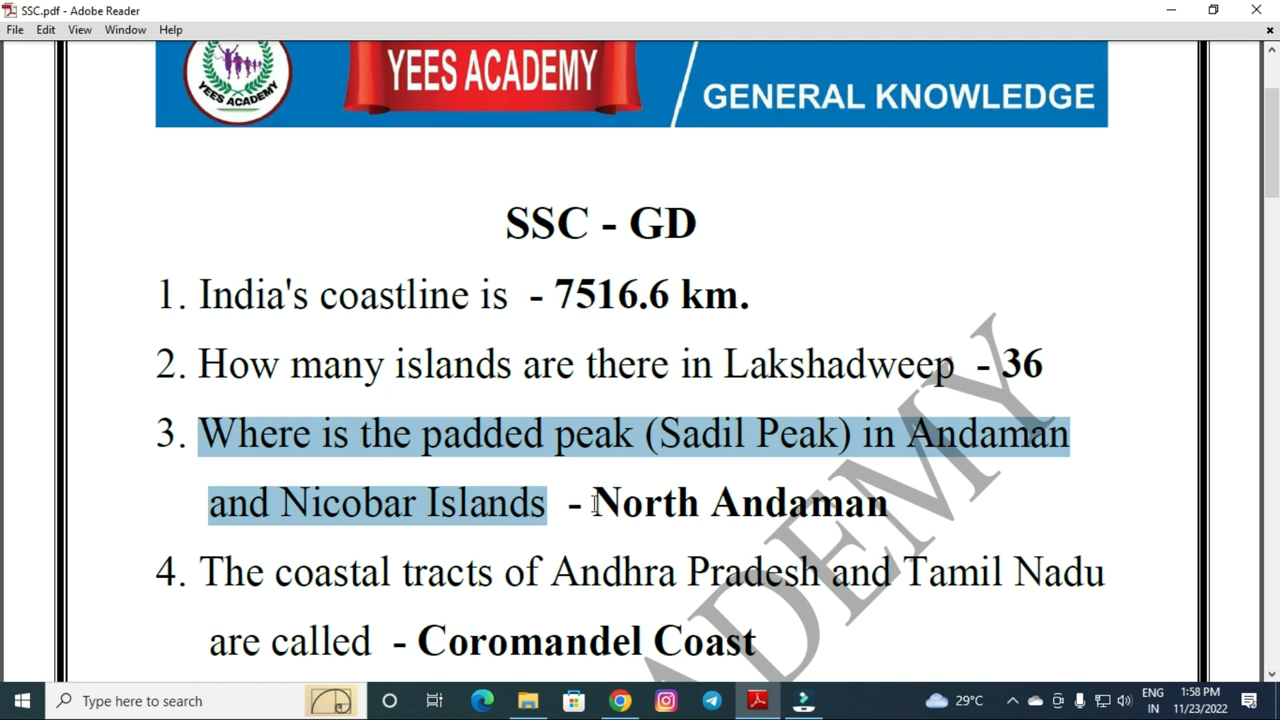 SSC.pdf - Adobe Reader
File Edit View Window Help
YEES ACADEMY
YEES ACADEMY
GENERAL KNOWLEDGE
SSC - GD
1. India's coastline is - 7516.6 km.
2. How many islands are there in Lakshadweep - 36
3. Where is the padded peak (Sadil Peak) in Andaman
and Nicobar Islands - North Andaman
4. The coastal tracts of Andhra Pradesh and Tamil Nadu
are called - Coromandel Coast
ADEMY
Type here to search
29°C
ENG
IN
1:58 PM
11/23/2022